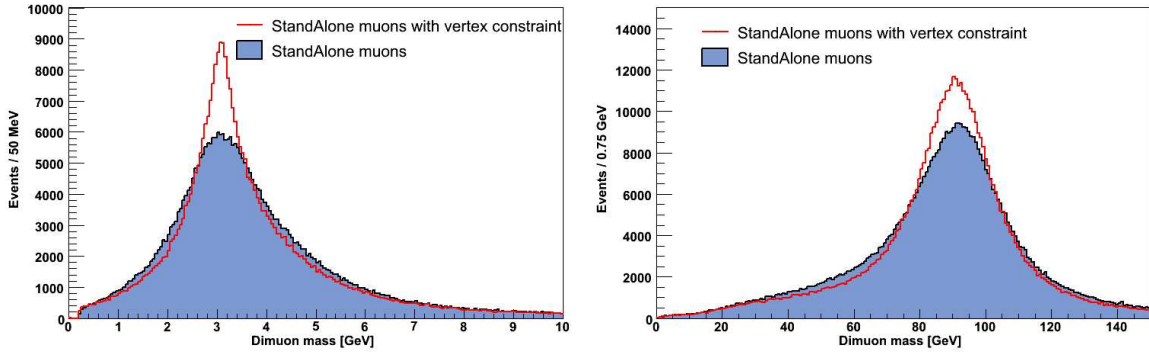 StandAlone muons with vertex constraint
StandAlone muons
Events / 50 MeV
10000
9000
8000
7000
6000
5000
4000
3000
2000
1000
0
0 1 2 3 4 5 6 7 8 9 10
Dimuon mass [GeV]
StandAlone muons with vertex constraint
StandAlone muons
Events / 0.75 GeV
14000
12000
10000
8000
6000
4000
2000
0
0 20 40 60 80 100 120 140
Dimuon mass [GeV]